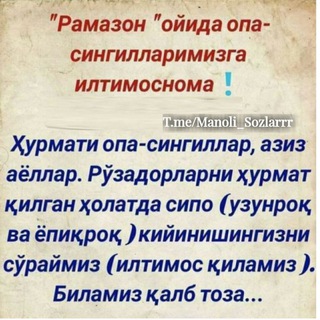 "Рамазон "ойида опа-
сингилларимизга
илтимоснома !
T.me/Manoli_Sozlarrr
Ҳурмати опа-сингиллар, азиз
аёллар. Рўзадорларни ҳурмат
қилган ҳолатда сипо (узунроқ
ва ёпиқроқ )кийинишингизни
сўраймиз (илтимос қиламиз ).
Биламиз қалб тоза...